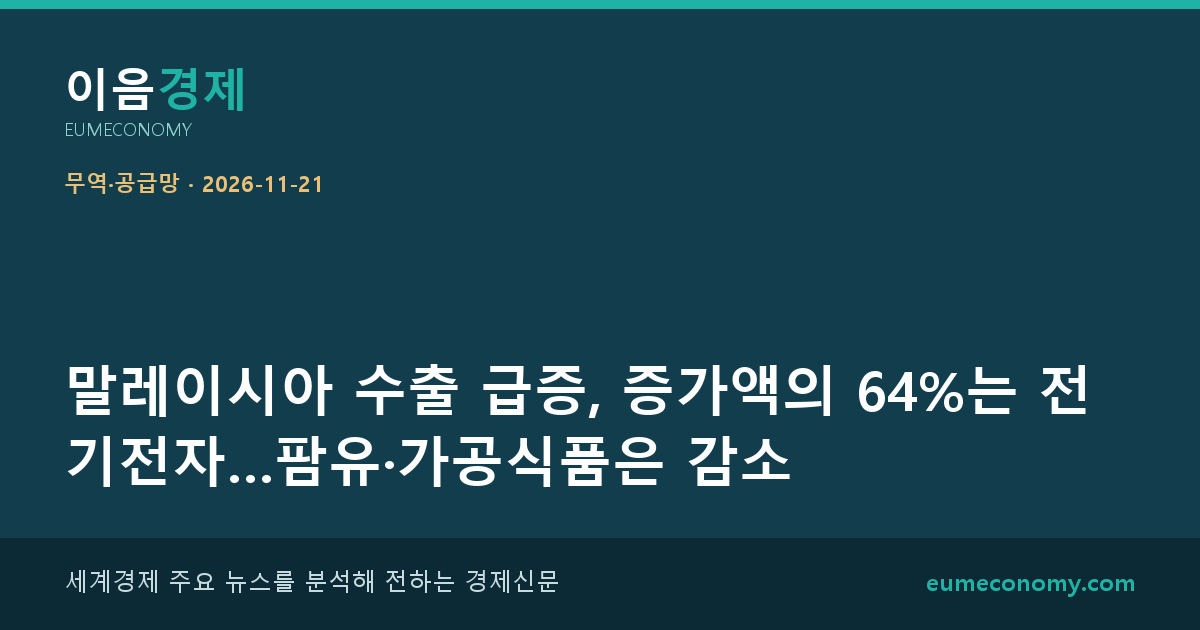 이음경제
EUMECONOMY
무역·공급망 · 2026-11-21
말레이시아 수출 급증, 증가액의 64%는 전
기전자…팜유·가공식품은 감소
세계경제 주요 뉴스를 분석해 전하는 경제신문
eumeconomy.com